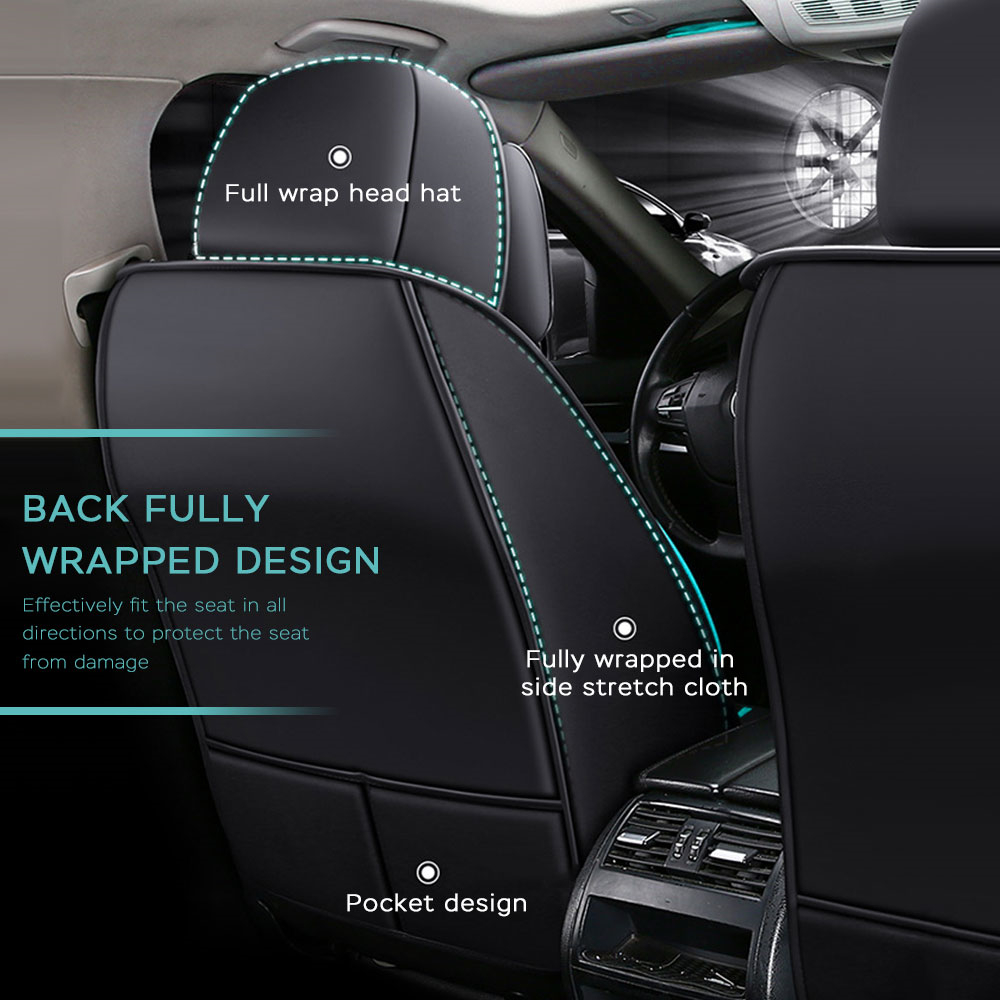 Full wrap head hat
BACK FULLY
WRAPPED DESIGN
Effectively fit the seat in all
directions to protect the seat
from damage
Fully wrapped in
side stretch cloth
Pocket design